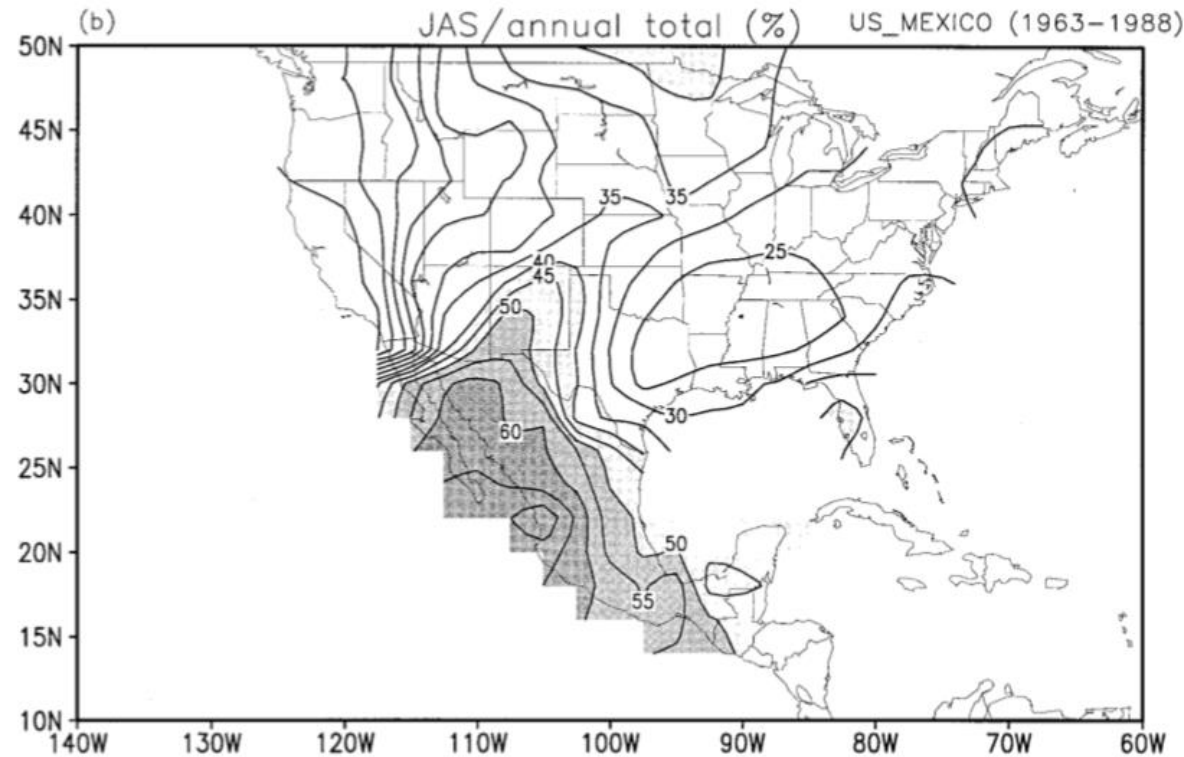 (b) JAS/annual total (%) US_MEXICO (1963-1988)
50N
45N
35 35
40N
25
40
45
35N
50
30N
30
60
25N
50
20N
55
15N
10N
140W 130W 120W 110W 100W 90W 80W 70W 60W